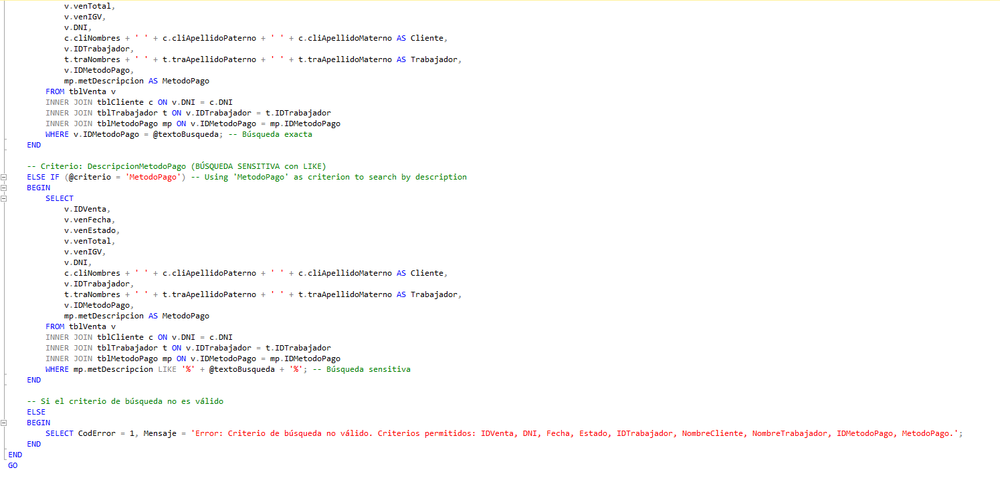 v.venTotal,
v.venIGV,
v.DNI,
c.cliNombres + ' ' + c.cliApellidoPaterno + ' ' + c.cliApellidoMaterno AS Cliente,
v.IDTrabajador,
t.traNombres + ' ' + t.traApellidoPaterno + ' ' + t.traApellidoMaterno AS Trabajador,
v.IDMetodoPago,
mp.metDescripcion AS MetodoPago
FROM tblVenta v
INNER JOIN tblCliente c ON v.DNI = c.DNI
INNER JOIN tblTrabajador t ON v.IDTrabajador = t.IDTrabajador
INNER JOIN tblMetodoPago mp ON v.IDMetodoPago = mp.IDMetodoPago
WHERE v.IDMetodoPago = @textoBusqueda; -- Búsqueda exacta
END
-- Criterio: DescripcionMetodoPago (BÚSQUEDA SENSITIVA con LIKE)
ELSE IF (@criterio = 'MetodoPago') -- Using 'MetodoPago' as criterion to search by description
BEGIN
SELECT
v.IDVenta,
v.venFecha,
v.venEstado,
v.venTotal,
v.venIGV,
v.DNI,
c.cliNombres + ' ' + c.cliApellidoPaterno + ' ' + c.cliApellidoMaterno AS Cliente,
v.IDTrabajador,
t.traNombres + ' ' + t.traApellidoPaterno + ' ' + t.traApellidoMaterno AS Trabajador,
v.IDMetodoPago,
mp.metDescripcion AS MetodoPago
FROM tblVenta v
INNER JOIN tblCliente c ON v.DNI = c.DNI
INNER JOIN tblTrabajador t ON v.IDTrabajador = t.IDTrabajador
INNER JOIN tblMetodoPago mp ON v.IDMetodoPago = mp.IDMetodoPago
WHERE mp.metDescripcion LIKE '%' + @textoBusqueda + '%'; -- Búsqueda sensitiva
END
-- Si el criterio de búsqueda no es válido
ELSE
BEGIN
SELECT CodError = 1, Mensaje = 'Error: Criterio de búsqueda no válido. Criterios permitidos: IDVenta, DNI, Fecha, Estado, IDTrabajador, NombreCliente, NombreTrabajador, IDMetodoPago, MetodoPago.';
END
END
GO